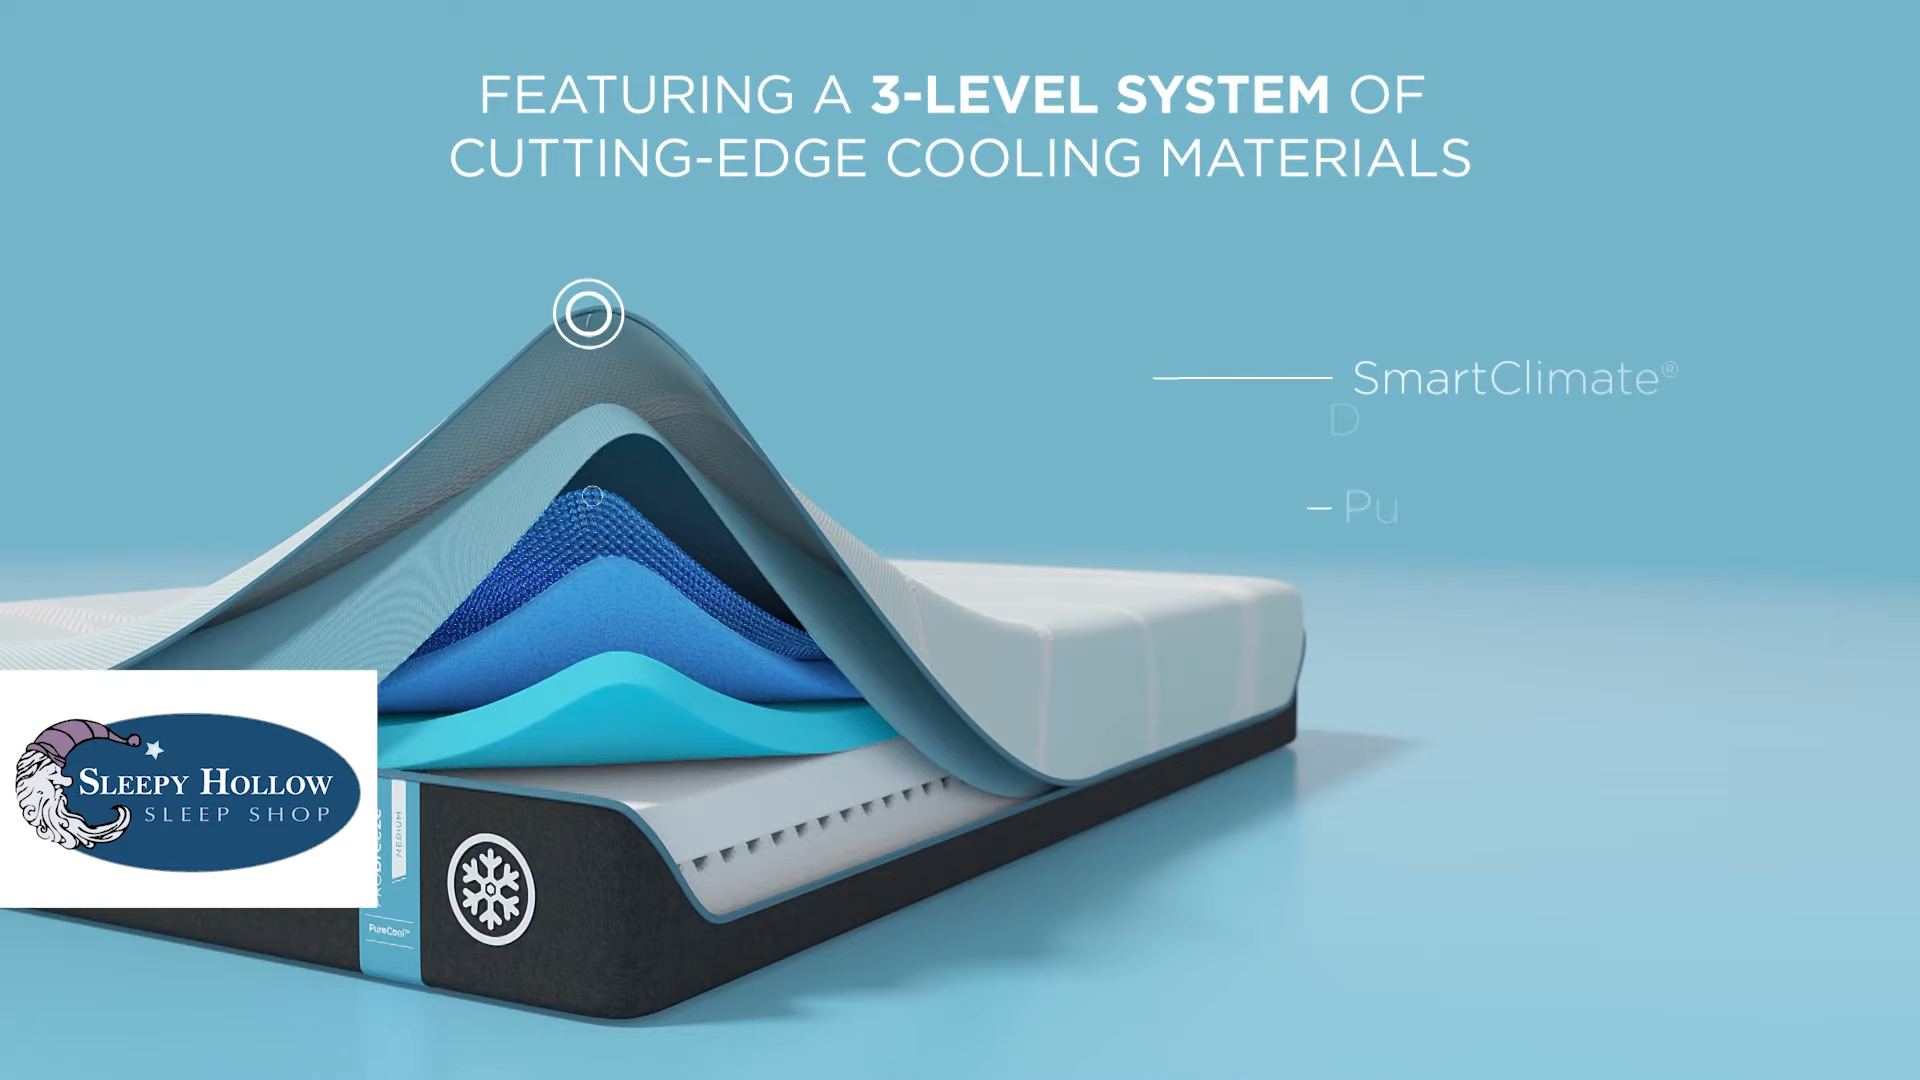 FEATURING A 3-LEVEL SYSTEM OF
CUTTING-EDGE COOLING MATERIALS
SmartClimate®
D
Pu
SLEEPY HOLLOW
SLEEP SHOP
MEDIUM
PureCool™